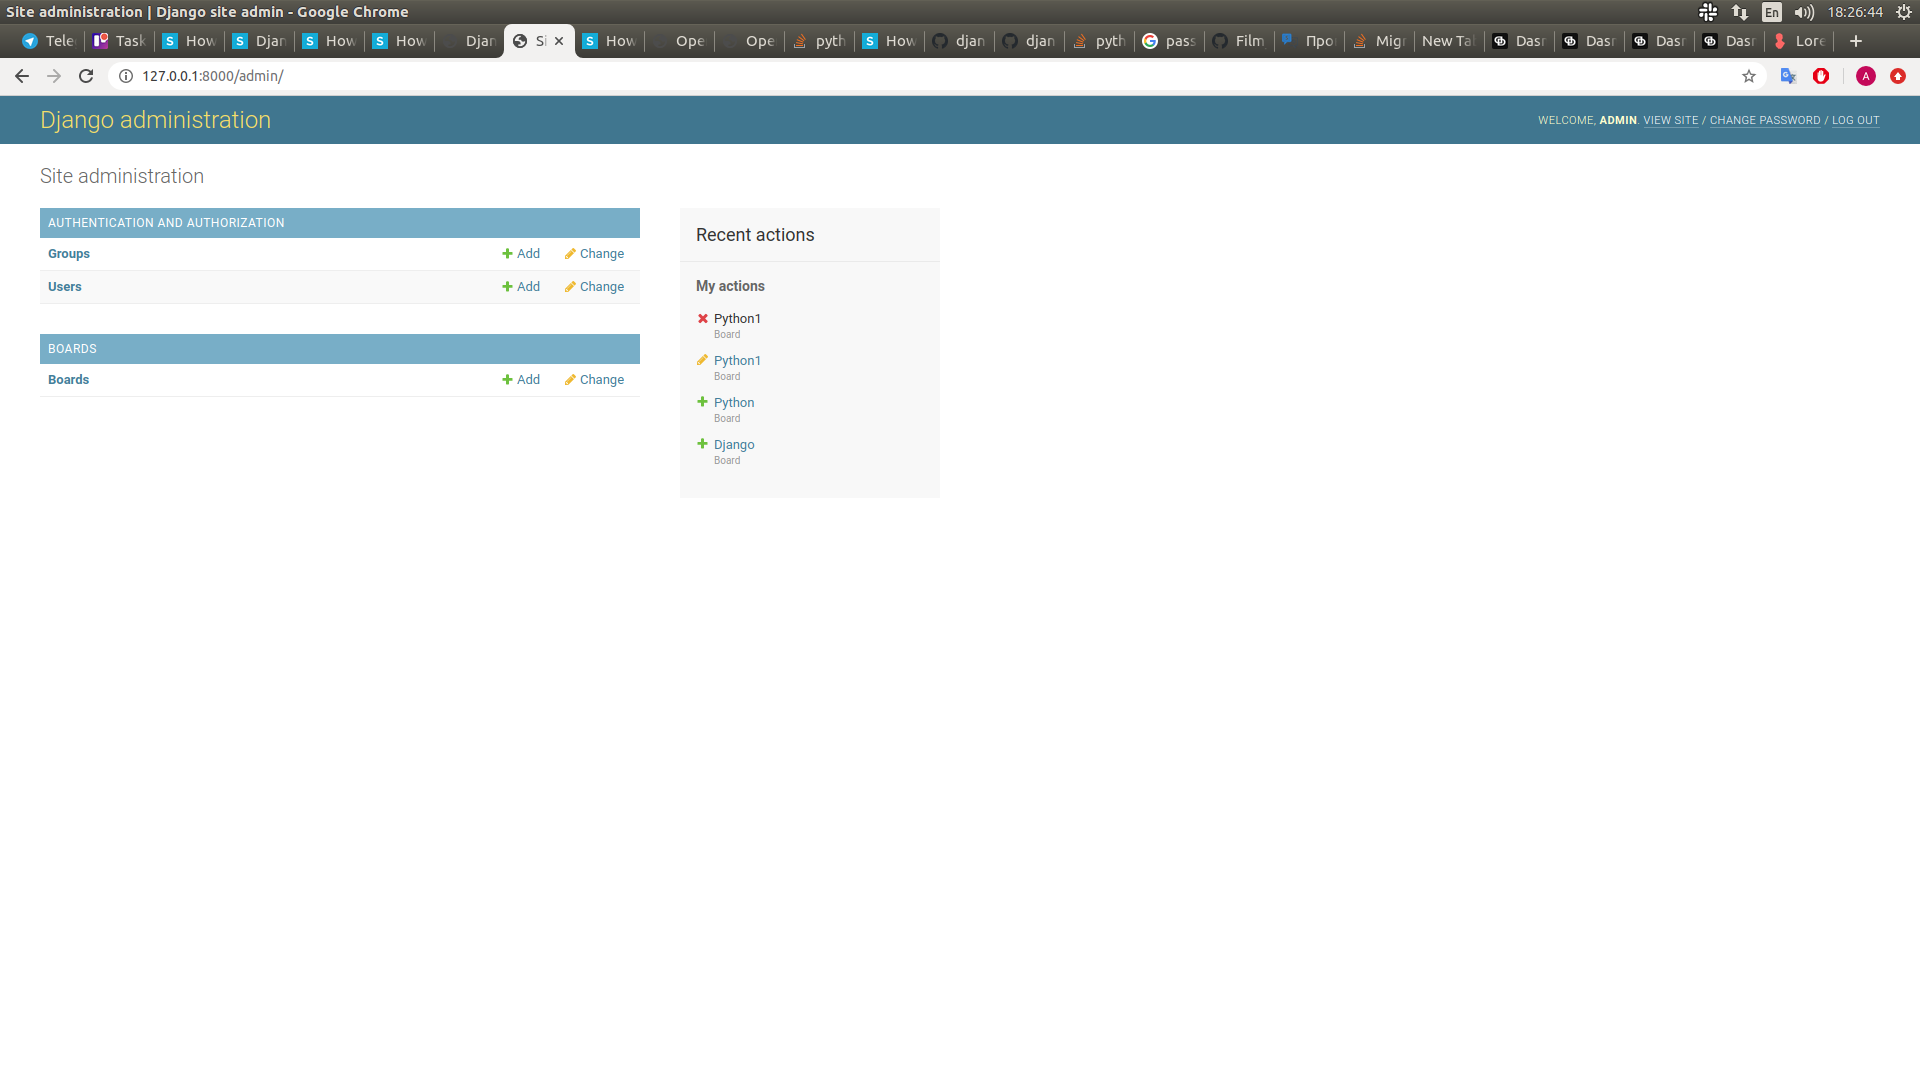 Site administration | Django site admin - Google Chrome
En
18:26:44
Tele
Task
How
Djan
How
How
Djan
Si
How
Ope
Ope
pyth
How
djan
djan
pyth
pass
Film
Про
Migr
New Tal
Dasr
Dasr
Dasr
Dasr
Lore
127.0.0.1:8000/admin/
A
Django administration
WELCOME, ADMIN. VIEW SITE / CHANGE PASSWORD / LOG OUT
Site administration
AUTHENTICATION AND AUTHORIZATION
Groups
Add
Change
Users
Add
Change
BOARDS
Boards
Add
Change
Recent actions
My actions
Python1
Board
Python1
Board
Python
Board
Django
Board